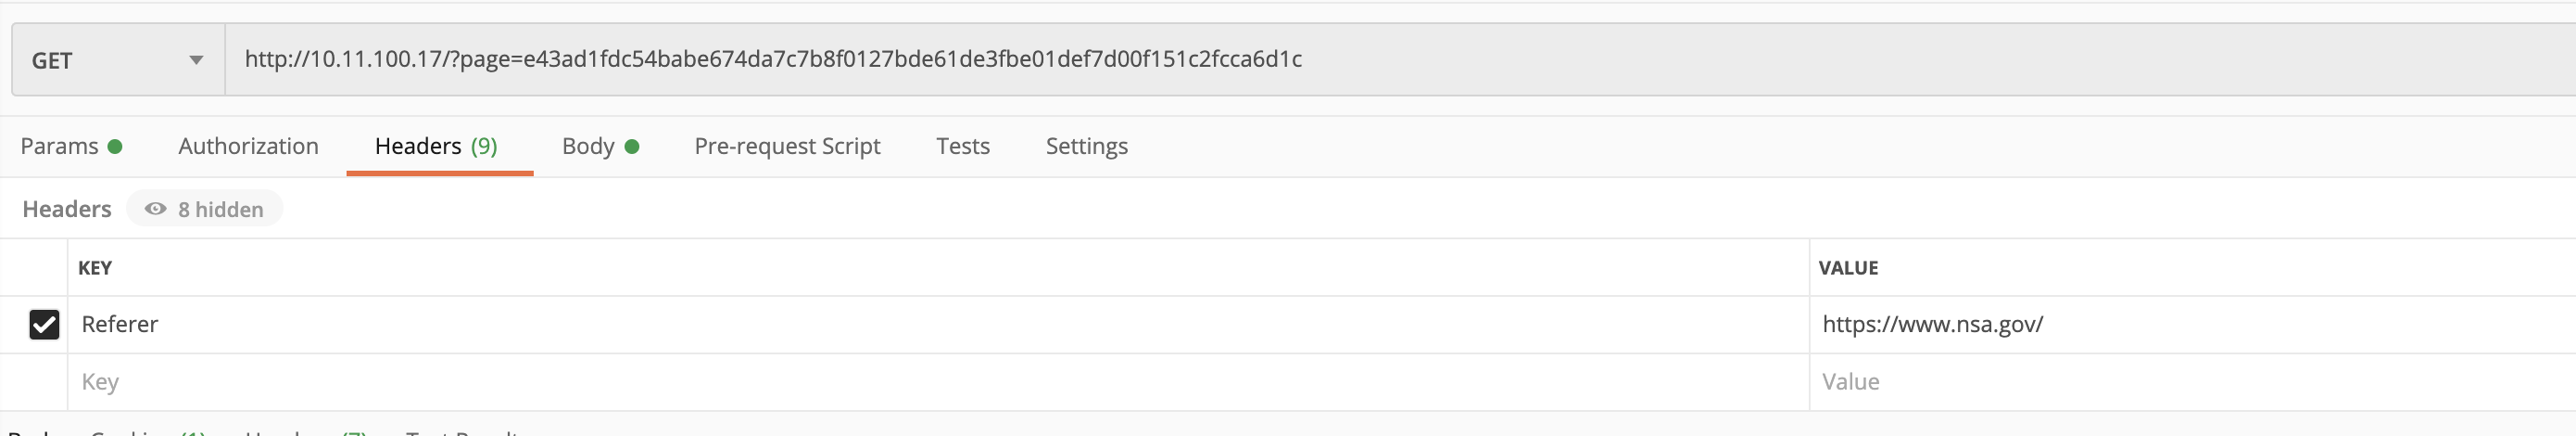 GET http://10.11.100.17/?page=e43ad1fdc54babe674da7c7b8f0127bde61de3fbe01def7d00f151c2fcca6d1c
Params Authorization Headers (9) Body Pre-request Script Tests Settings
Headers 8 hidden
KEY VALUE
Referer https://www.nsa.gov/
Key Value